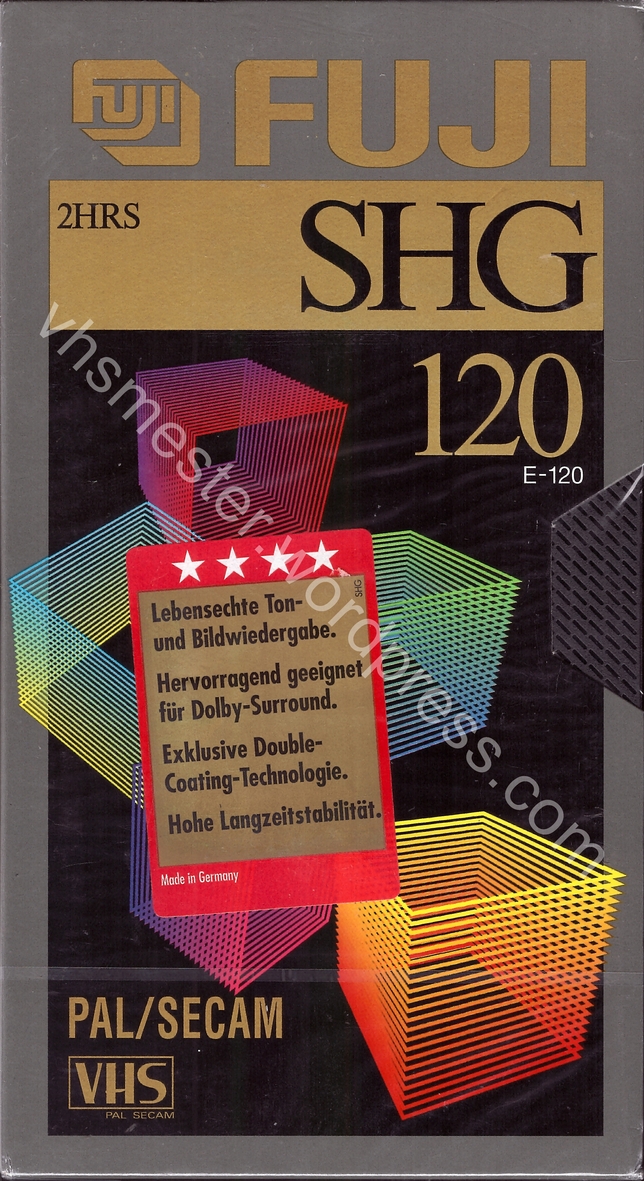 FUJI FUJI
2HRS
SHG
120
E-120
SHG
Lebensechte Ton-
und Bildwiedergabe.
Hervorragend geeignet
für Dolby-Surround.
Exklusive Double-
Coating-Technologie.
Hohe Langzeitstabilität.
Made in Germany
PAL/SECAM
VHS
PAL SECAM
vhsmester.wordpress.com